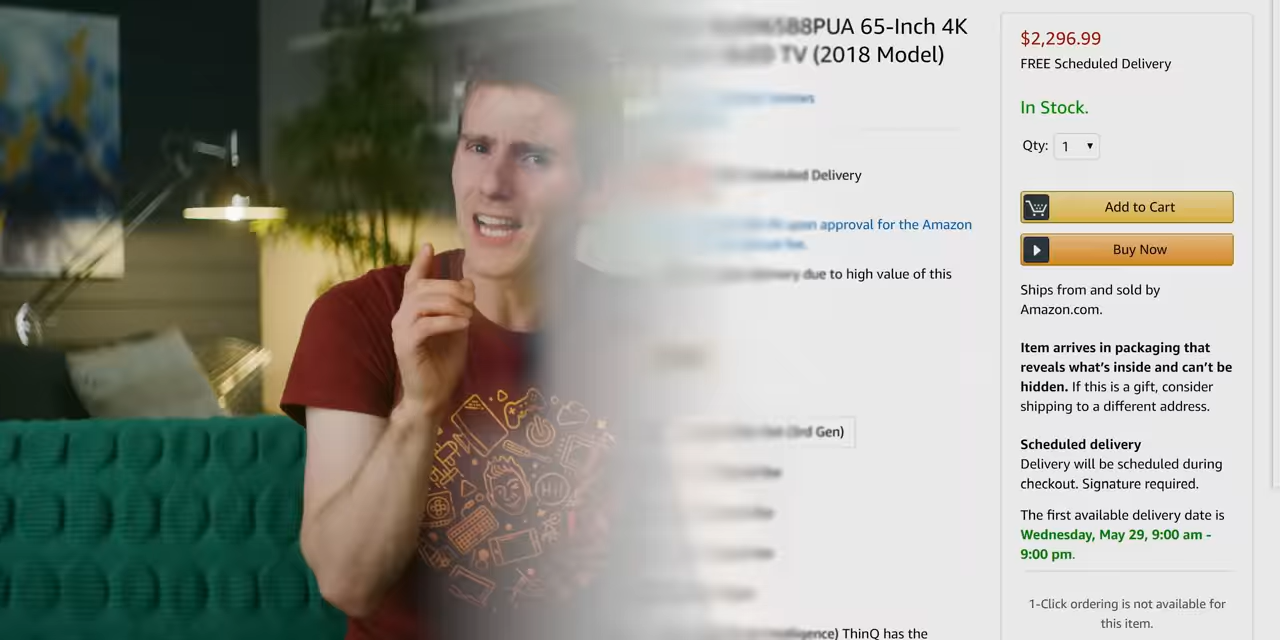 65-Inch 4K
TV (2018 Model)
Delivery
upon approval for the Amazon
delivery due to high value of this
(3rd Gen)
ThinQ has the
$2,296.99
FREE Scheduled Delivery
In Stock.
Qty: 1
Add to Cart
Buy Now
Ships from and sold by
Amazon.com.
Item arrives in packaging that
reveals what's inside and can't be
hidden. If this is a gift, consider
shipping to a different address.
Scheduled delivery
Delivery will be scheduled during
checkout. Signature required.
The first available delivery date is
Wednesday, May 29, 9:00 am -
9:00 pm.
1-Click ordering is not available for
this item.